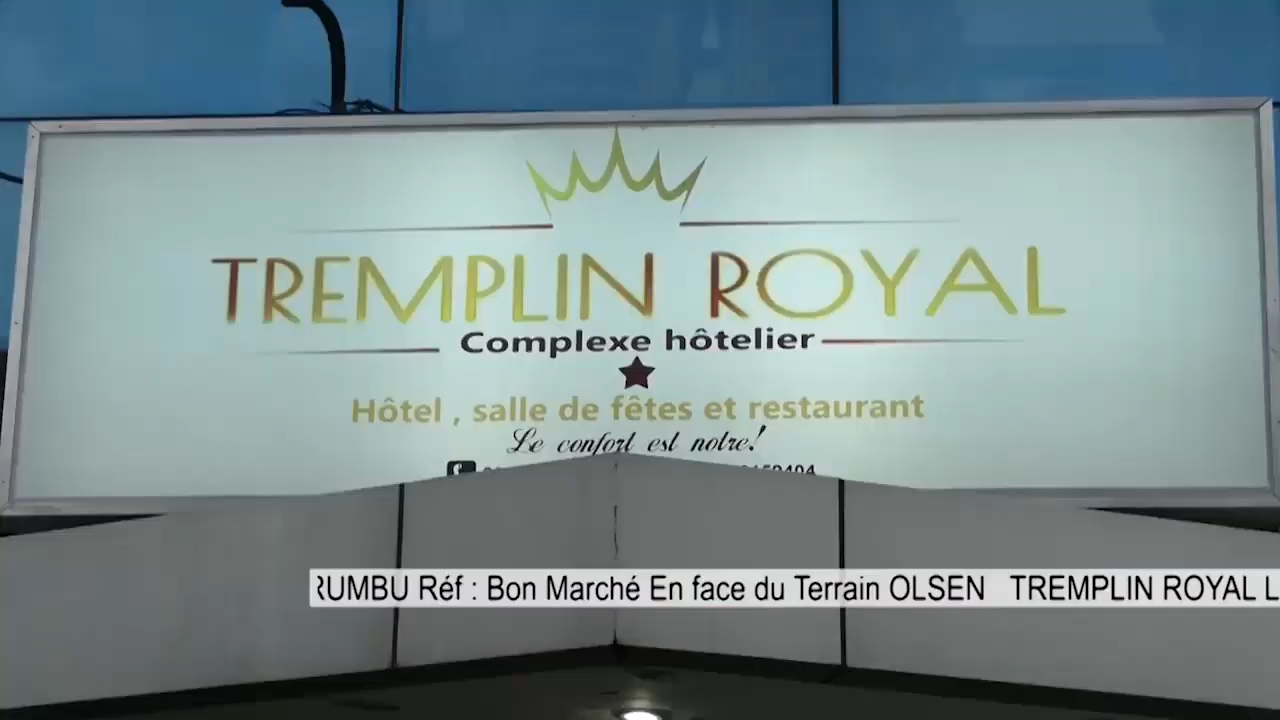 TREMPLIN ROYAL
Complexe hôtelier
Hôtel , salle de fêtes et restaurant
Le confort est notre!
RUMBU Réf : Bon Marché En face du Terrain OLSEN TREMPLIN ROYAL L